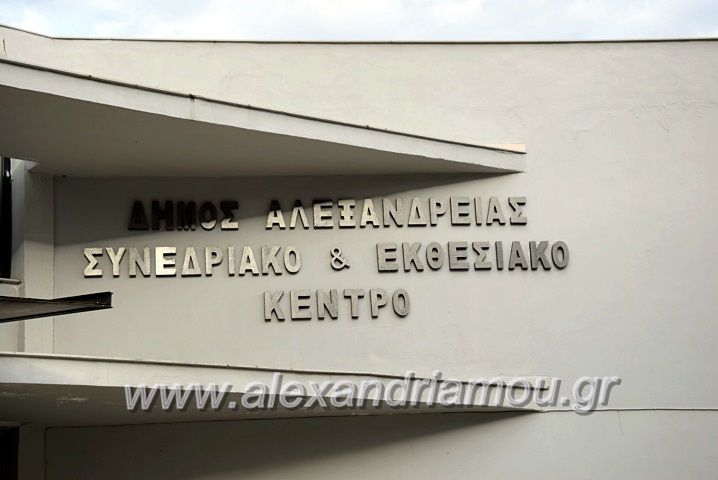 ΔΗΜΟΣ ΑΛΕΞΑΝΔΡΕΙΑΣ
ΣΥΝΕΔΡΙΑΚΟ & ΕΚΘΕΣΙΑΚΟ
ΚΕΝΤΡΟ
www.alexandriamou.gr